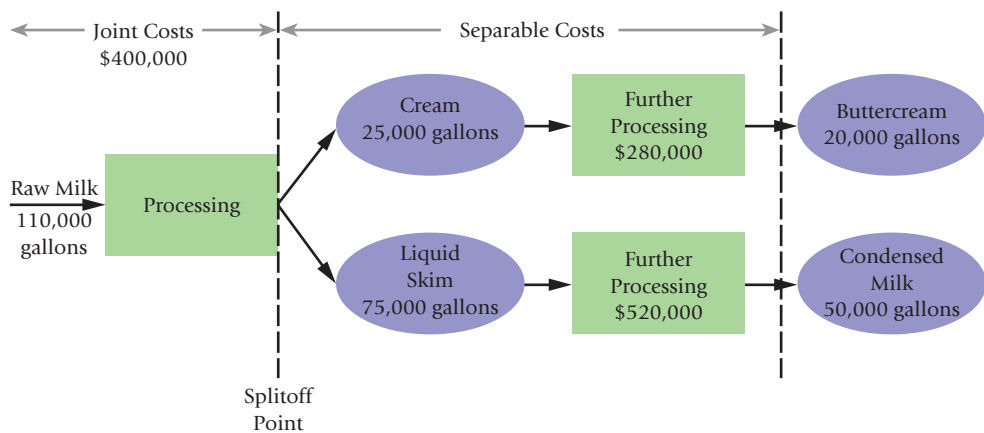 Joint Costs
$400,000
Separable Costs
Raw Milk
110,000
gallons
Processing
Cream
25,000 gallons
Further
Processing
$280,000
Buttercream
20,000 gallons
Liquid
Skim
75,000 gallons
Further
Processing
$520,000
Condensed
Milk
50,000 gallons
Splitoff
Point